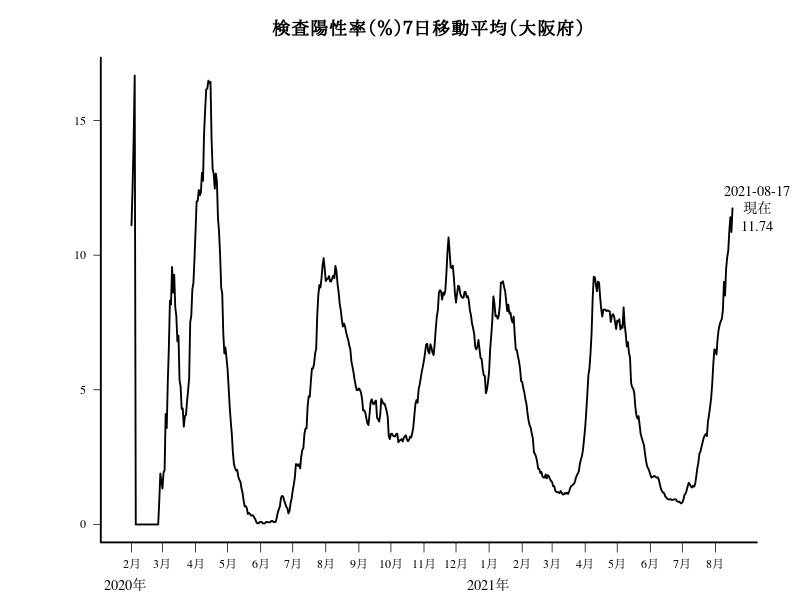 検査陽性率(%)7日移動平均(大阪府)
15
10
5
0
2021-08-17
現在
11.74
2月 3月 4月 5月 6月 7月 8月 9月 10月 11月 12月 1月 2月 3月 4月 5月 6月 7月 8月
2020年 2021年